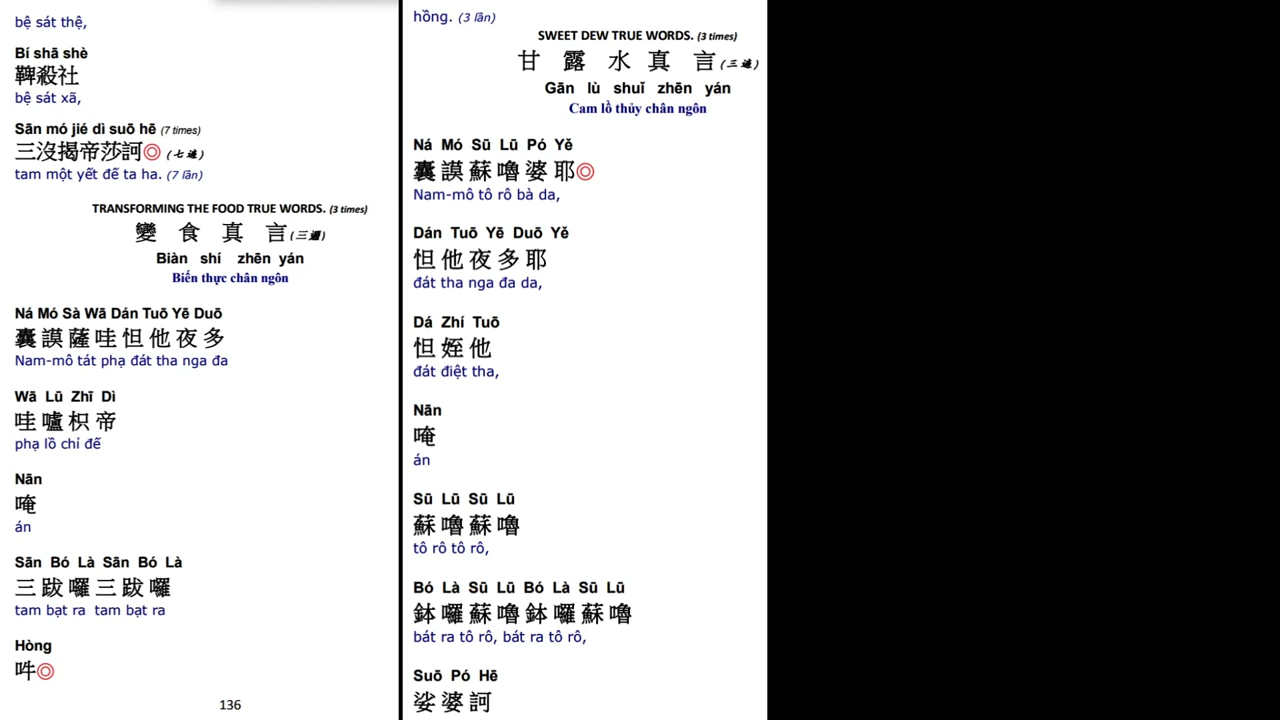 bệ sát thệ,
Bí shā shè
鞞殺社
bệ sát xã,
Sān mó jié dì suō hē (7 times)
三沒揭帝莎訶◎ (七遍)
tam một yết đế ta ha. (7 lần)
TRANSFORMING THE FOOD TRUE WORDS. (3 times)
變 食 真 言 (三遍)
Biàn shí zhēn yán
Biến thực chân ngôn
Ná Mó Sà Wā Dán Tuō Yē Duō
囊謨薩哇怛他夜多
Nam-mô tát phạ đát tha nga đa
Wā Lū Zhī Dì
哇嚧枳帝
phạ lồ chỉ đế
Nān
唵
án
Sān Bó Là Sān Bó Là
三跋囉三跋囉
tam bạt ra tam bạt ra
Hòng
吽◎
136
hồng. (3 lần)
SWEET DEW TRUE WORDS. (3 times)
甘 露 水 真 言 (三遍)
Gān lù shuǐ zhēn yán
Cam lồ thủy chân ngôn
Ná Mó Sū Lū Pó Yě
囊謨蘇嚕婆耶◎
Nam-mô tô rô bà da,
Dán Tuō Yē Duō Yě
怛他夜多耶
đát tha nga đa da,
Dá Zhí Tuō
怛姪他
đát điệt tha,
Nān
唵
án
Sū Lū Sū Lū
蘇嚕蘇嚕
tô rô tô rô,
Bó Là Sū Lū Bó Là Sū Lū
鉢囉蘇嚕鉢囉蘇嚕
bát ra tô rô, bát ra tô rô,
Suō Pó Hē
娑婆訶